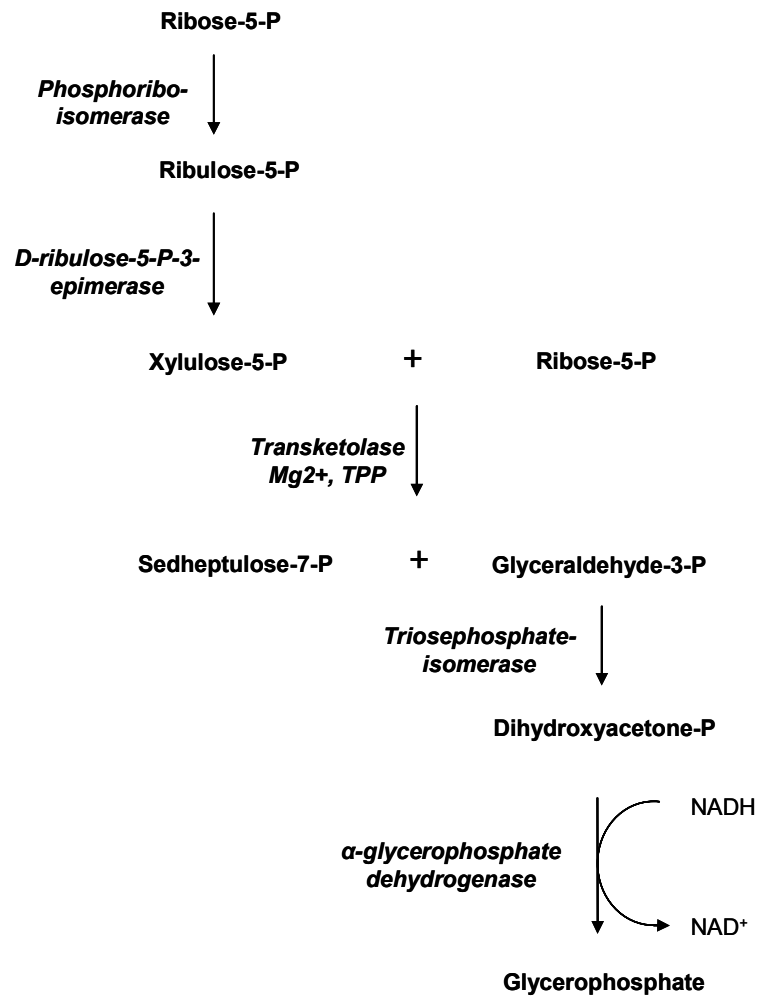 Ribose-5-P
Phosphoribo-
isomerase
Ribulose-5-P
D-ribulose-5-P-3-
epimerase
Xylulose-5-P + Ribose-5-P
Transketolase
Mg2+, TPP
Sedheptulose-7-P + Glyceraldehyde-3-P
Triosephosphate-
isomerase
Dihydroxyacetone-P
NADH
α-glycerophosphate
dehydrogenase
NAD⁺
Glycerophosphate